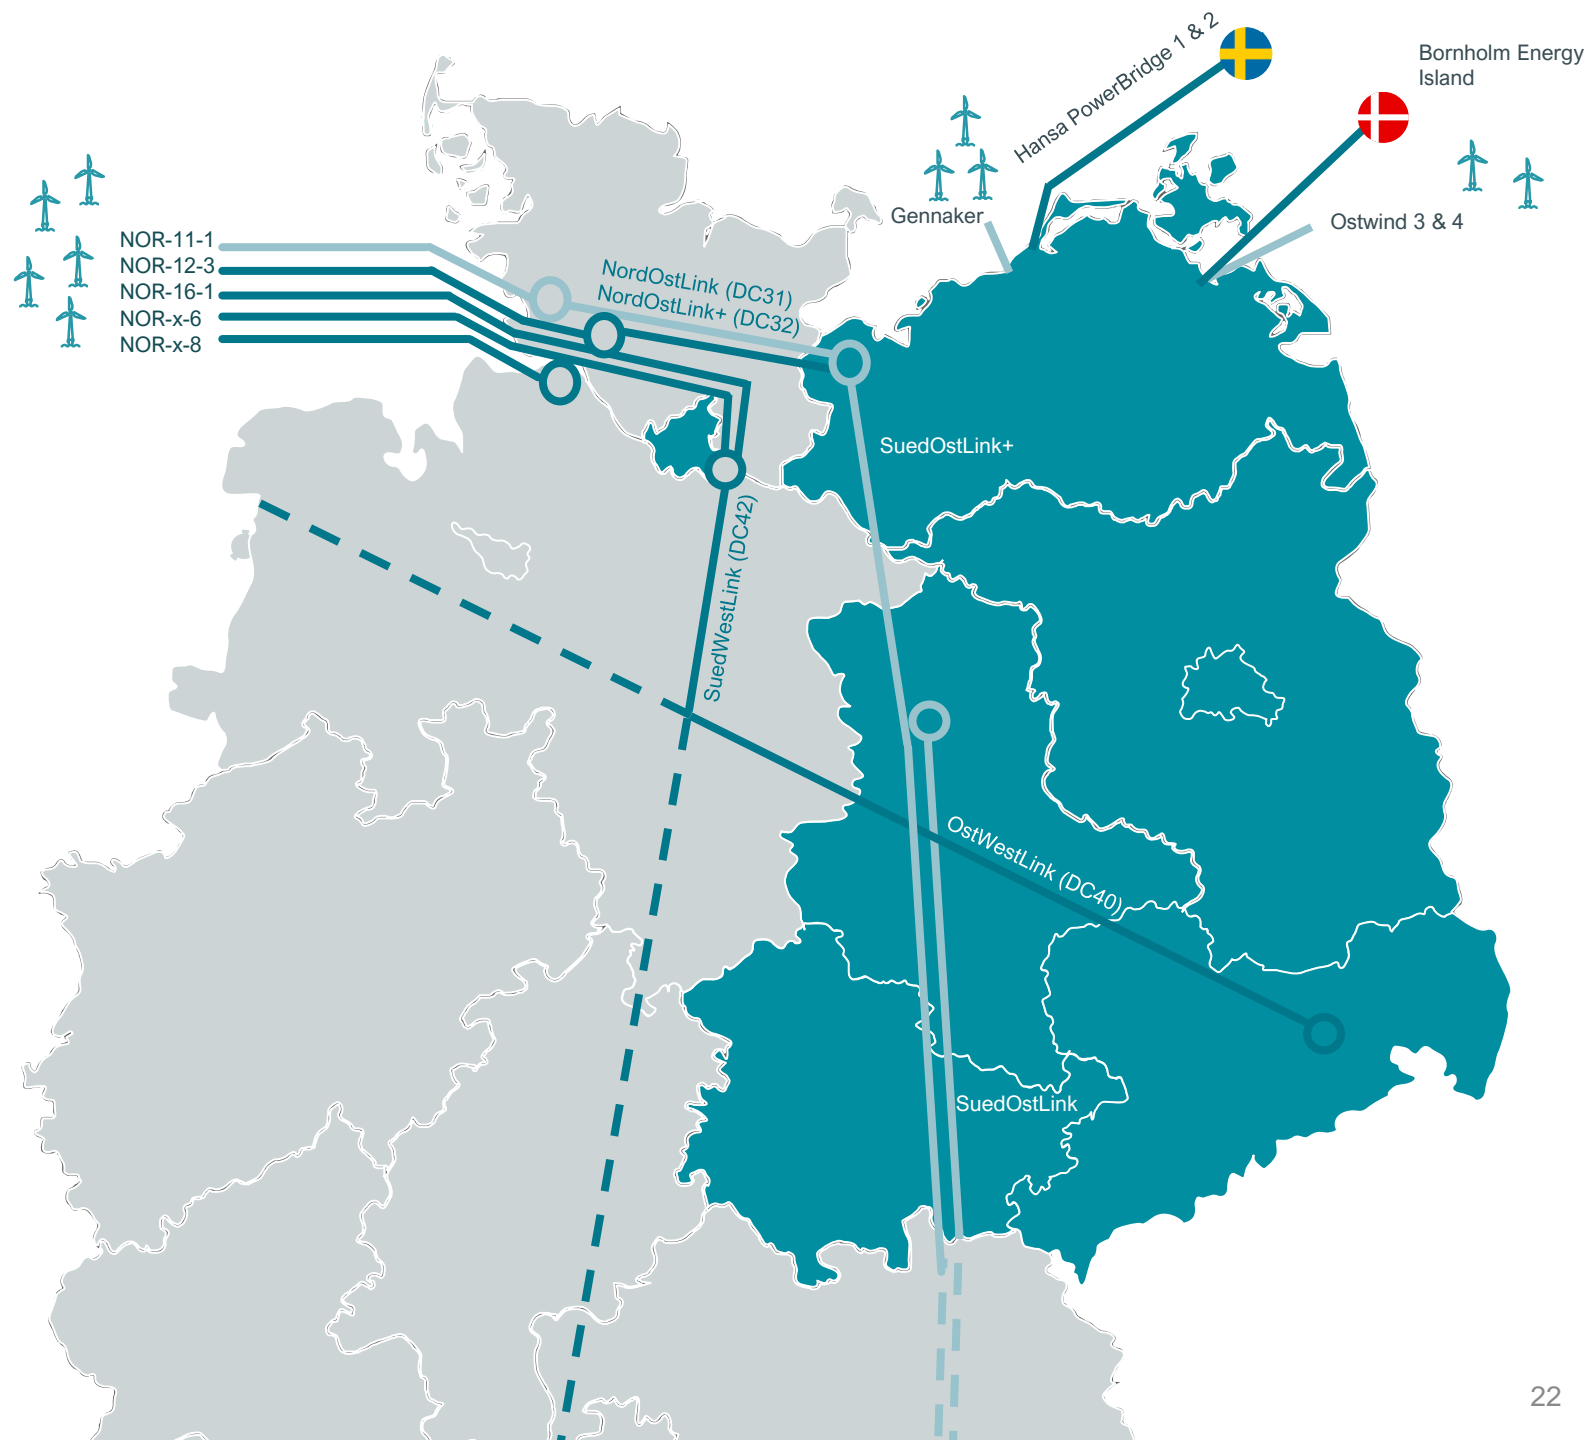 Hansa PowerBridge 1 & 2
Bornholm Energy
Island
Gennaker
Ostwind 3 & 4
NOR-11-1
NOR-12-3
NOR-16-1
NOR-x-6
NOR-x-8
NordOstLink (DC31)
NordOstLink+ (DC32)
SuedOstLink+
SuedWestLink (DC42)
OstWestLink (DC40)
SuedOstLink
22